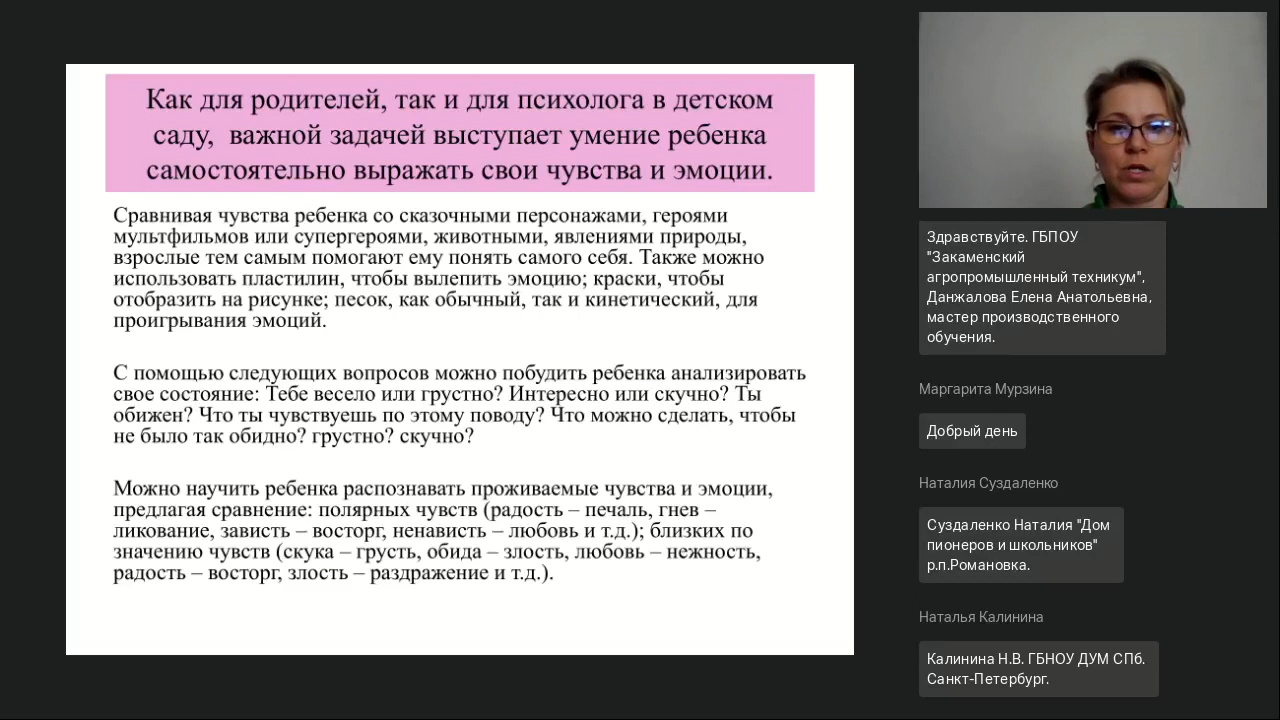 Как для родителей, так и для психолога в детском
саду, важной задачей выступает умение ребенка
самостоятельно выражать свои чувства и эмоции.
Сравнивая чувства ребенка со сказочными персонажами, героями
мультфильмов или супергероями, животными, явлениями природы,
взрослые тем самым помогают ему понять самого себя. Также можно
использовать пластилин, чтобы вылепить эмоцию; краски, чтобы
отобразить на рисунке; песок, как обычный, так и кинетический, для
проигрывания эмоций.
С помощью следующих вопросов можно побудить ребенка анализировать
свое состояние: Тебе весело или грустно? Интересно или скучно? Ты
обижен? Что ты чувствуешь по этому поводу? Что можно сделать, чтобы
не было так обидно? грустно? скучно?
Можно научить ребенка распознавать проживаемые чувства и эмоции,
предлагая сравнение: полярных чувств (радость – печаль, гнев –
ликование, зависть – восторг, ненависть – любовь и т.д.); близких по
значению чувств (скука – грусть, обида – злость, любовь – нежность,
радость – восторг, злость – раздражение и т.д.).
Здравствуйте. ГБПОУ
"Закаменский
агропромышленный техникум",
Данжалова Елена Анатольевна,
мастер производственного
обучения.
Маргарита Мурзина
Добрый день
Наталия Суздаленко
Суздаленко Наталия "Дом
пионеров и школьников"
р.п.Романовка.
Наталья Калинина
Калинина Н.В. ГБНОУ ДУМ СПб.
Санкт-Петербург.